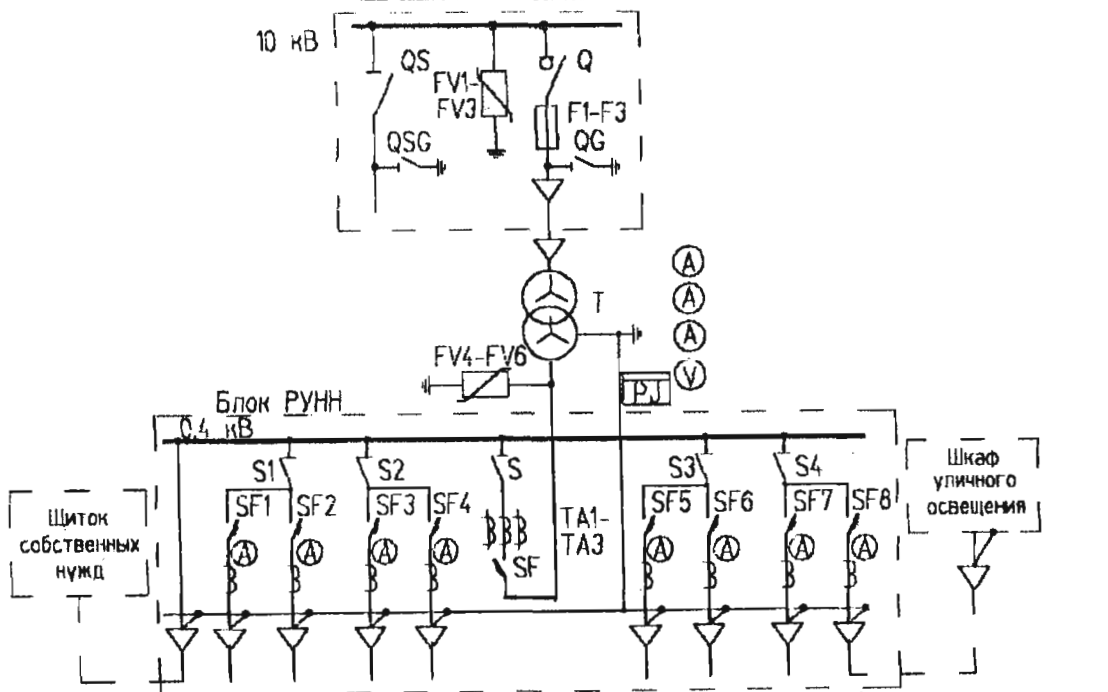 10 кВ
QS
FV1-
FV3
Q
F1-F3
QSG
QG
T
A
A
A
V
FV4-FV6
PJ
Блок РУНН
0,4 кВ
S1
S2
S
S3
S4
Шкаф
уличного
освещения
SF1
SF2
SF3
SF4
SF5
SF6
SF7
SF8
Щиток
собственных
нужд
TA1-
TA3
A
A
A
A
A
A
A
A
SF